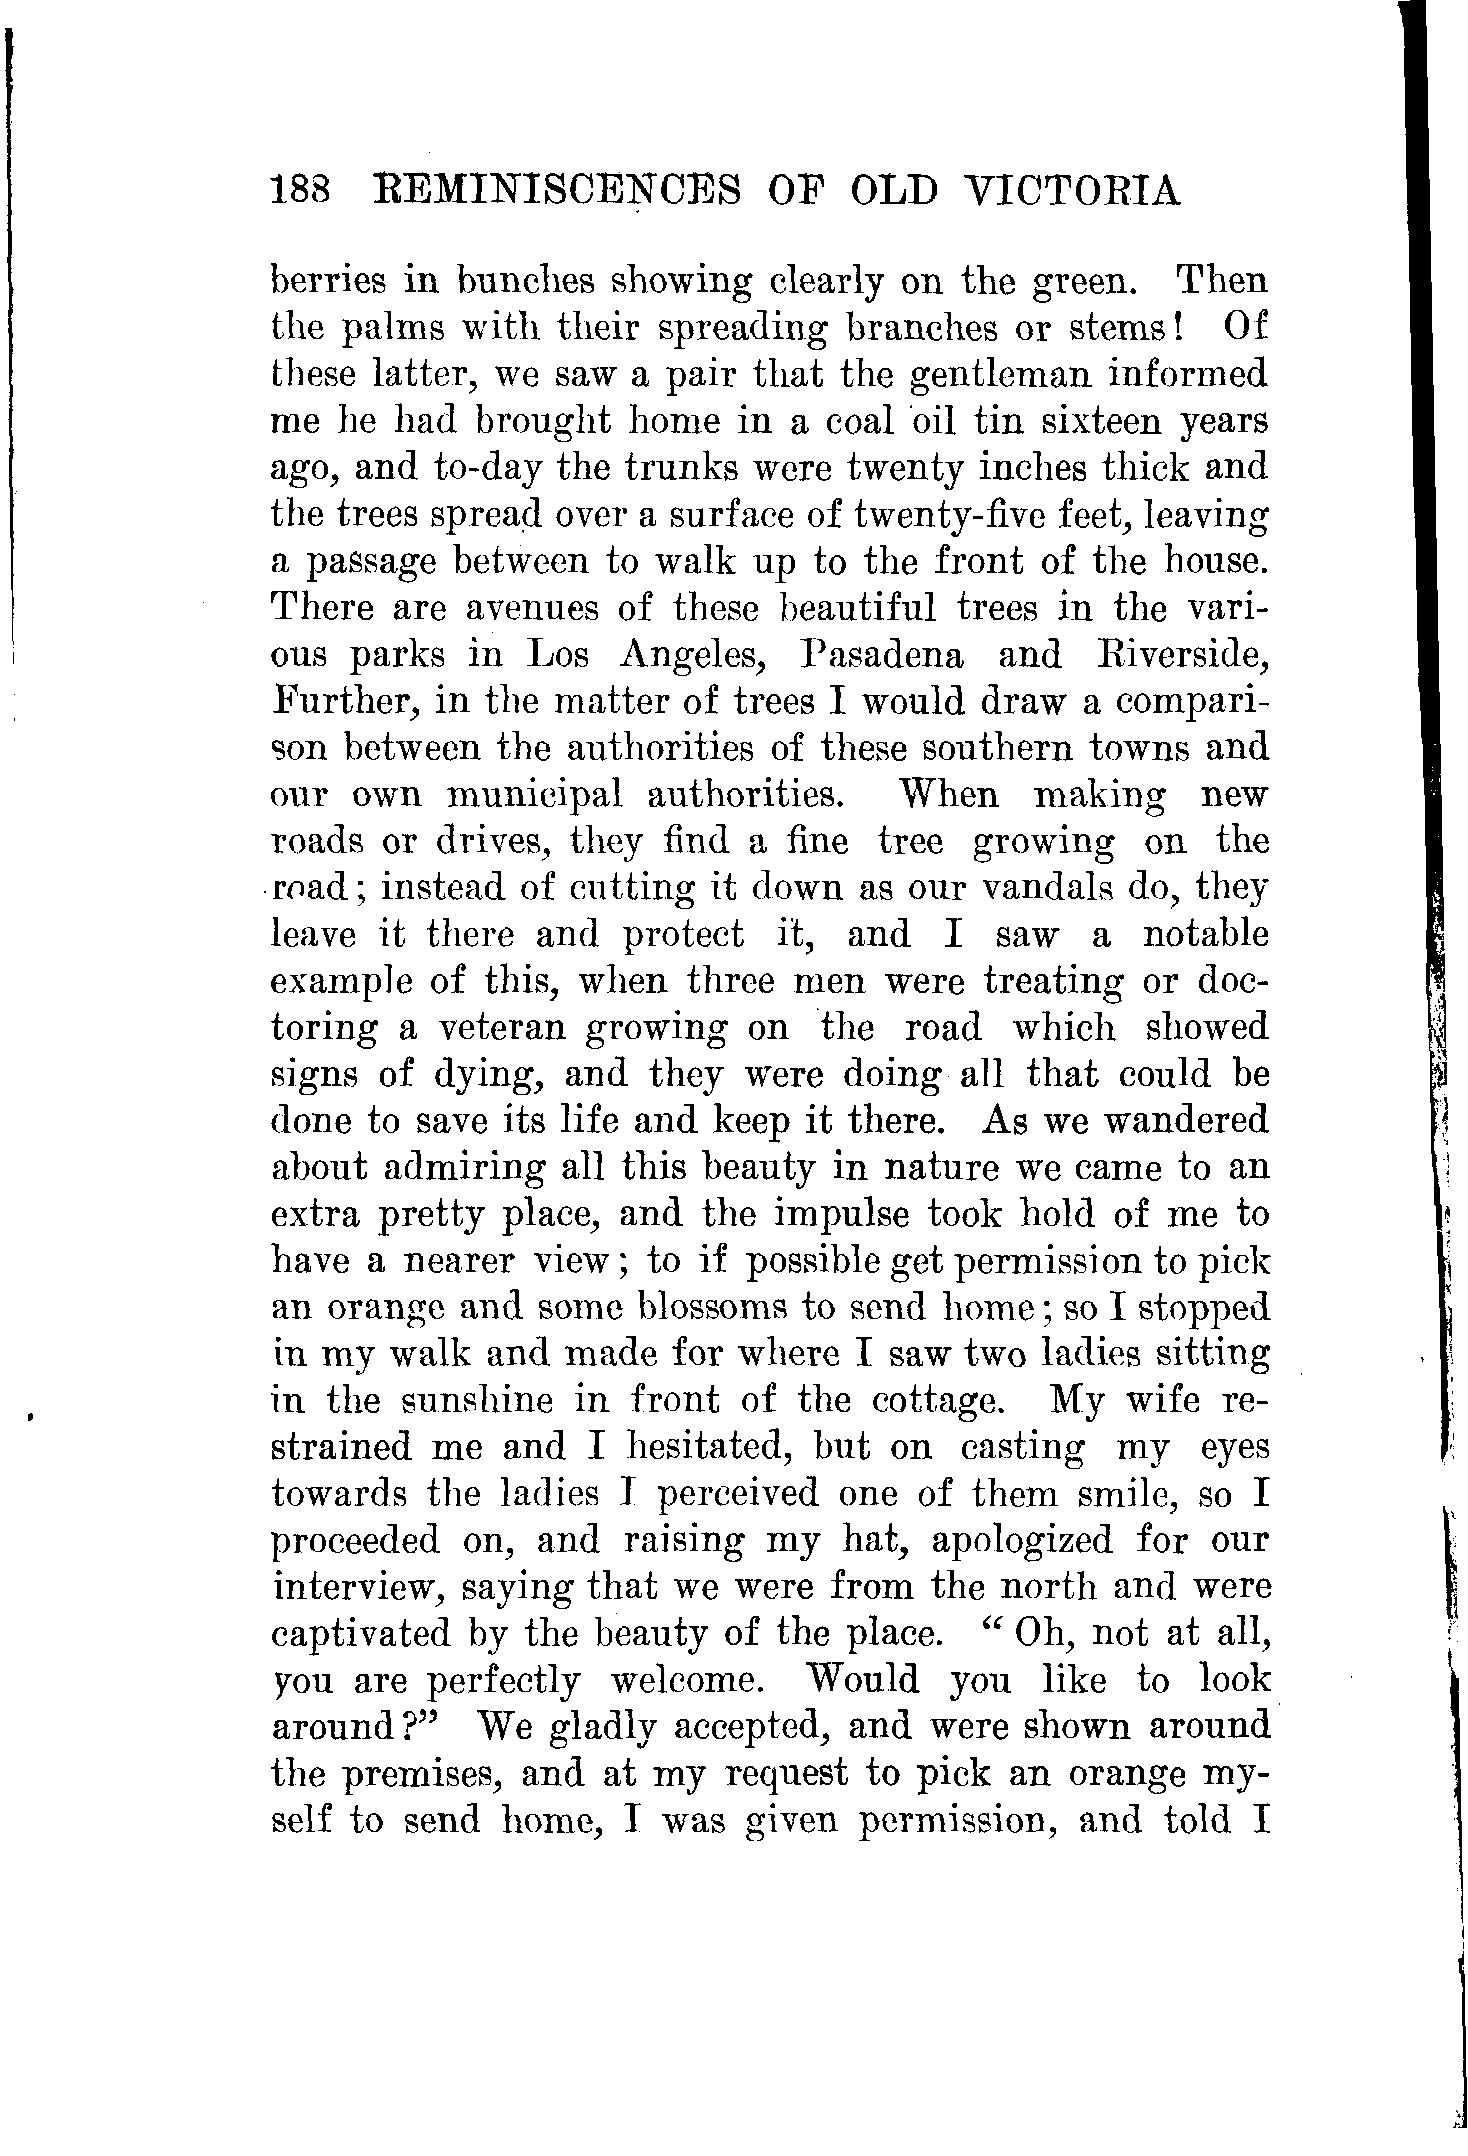 188 REMINISCENCES OF OLD VICTORIA
berries in bunches showing clearly on the green. Then
the palms with their spreading branches or stems! Of
these latter, we saw a pair that the gentleman informed
me he had brought home in a coal oil tin sixteen years
ago, and to-day the trunks were twenty inches thick and
the trees spread over a surface of twenty-five feet, leaving
a passage between to walk up to the front of the house.
There are avenues of these beautiful trees in the vari-
ous parks in Los Angeles, Pasadena and Riverside,
Further, in the matter of trees I would draw a compari-
son between the authorities of these southern towns and
our own municipal authorities. When making new
roads or drives, they find a fine tree growing on the
road; instead of cutting it down as our vandals do, they
leave it there and protect it, and I saw a notable
example of this, when three men were treating or doc-
toring a veteran growing on the road which showed
signs of dying, and they were doing all that could be
done to save its life and keep it there. As we wandered
about admiring all this beauty in nature we came to an
extra pretty place, and the impulse took hold of me to
have a nearer view; to if possible get permission to pick
an orange and some blossoms to send home; so I stopped
in my walk and made for where I saw two ladies sitting
in the sunshine in front of the cottage. My wife re-
strained me and I hesitated, but on casting my eyes
towards the ladies I perceived one of them smile, so I
proceeded on, and raising my hat, apologized for our
interview, saying that we were from the north and were
captivated by the beauty of the place. “ Oh, not at all,
you are perfectly welcome. Would you like to look
around?” We gladly accepted, and were shown around
the premises, and at my request to pick an orange my-
self to send home, I was given permission, and told I